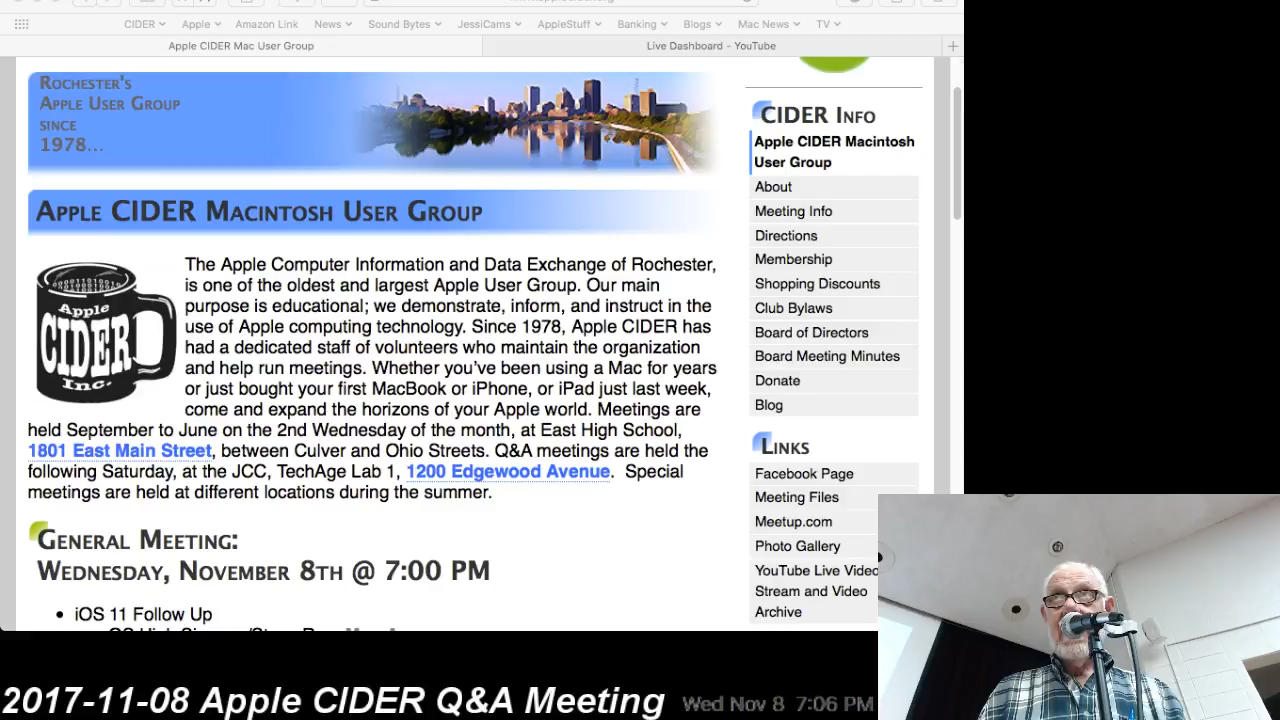 CIDER
Apple
Amazon Link
News
Sound Bytes
JessiCams
AppleStuff
Banking
Blogs
Mac News
TV
Apple CIDER Mac User Group
Live Dashboard - YouTube
ROCHESTER'S
APPLE USER GROUP
SINCE
1978...
APPLE CIDER MACINTOSH USER GROUP
Apple
CIDER
Inc.
The Apple Computer Information and Data Exchange of Rochester,
is one of the oldest and largest Apple User Group. Our main
purpose is educational; we demonstrate, inform, and instruct in the
use of Apple computing technology. Since 1978, Apple CIDER has
had a dedicated staff of volunteers who maintain the organization
and help run meetings. Whether you've been using a Mac for years
or just bought your first MacBook or iPhone, or iPad just last week,
come and expand the horizons of your Apple world. Meetings are
held September to June on the 2nd Wednesday of the month, at East High School,
1801 East Main Street, between Culver and Ohio Streets. Q&A meetings are held the
following Saturday, at the JCC, TechAge Lab 1, 1200 Edgewood Avenue. Special
meetings are held at different locations during the summer.
GENERAL MEETING:
WEDNESDAY, NOVEMBER 8TH @ 7:00 PM
• iOS 11 Follow Up
CIDER INFO
Apple CIDER Macintosh
User Group
About
Meeting Info
Directions
Membership
Shopping Discounts
Club Bylaws
Board of Directors
Board Meeting Minutes
Donate
Blog
LINKS
Facebook Page
Meeting Files
Meetup.com
Photo Gallery
YouTube Live Video
Stream and Video
Archive
2017-11-08 Apple CIDER Q&A Meeting
Wed Nov 8 7:06 PM